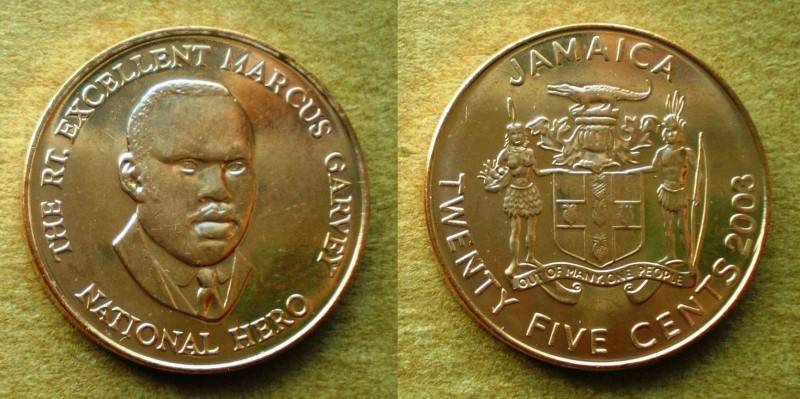 THE RT. EXCELLENT MARCUS GARVEY
NATIONAL HERO
JAMAICA
OUT OF MANY, ONE PEOPLE
TWENTY FIVE CENTS 2003